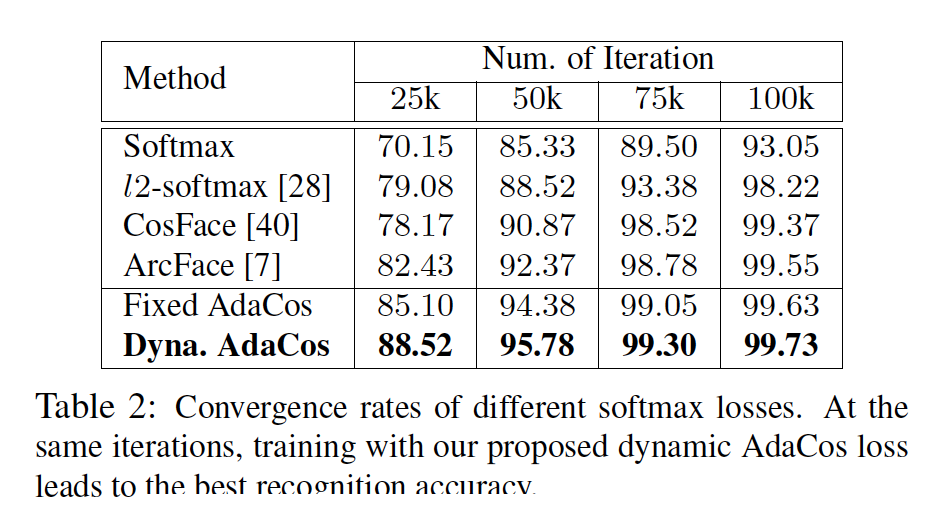 Method Num. of Iteration
25k 50k 75k 100k
Softmax 70.15 85.33 89.50 93.05
l2-softmax [28] 79.08 88.52 93.38 98.22
CosFace [40] 78.17 90.87 98.52 99.37
ArcFace [7] 82.43 92.37 98.78 99.55
Fixed AdaCos 85.10 94.38 99.05 99.63
Dyna. AdaCos 88.52 95.78 99.30 99.73
Table 2: Convergence rates of different softmax losses. At the
same iterations, training with our proposed dynamic AdaCos loss
leads to the best recognition accuracy.